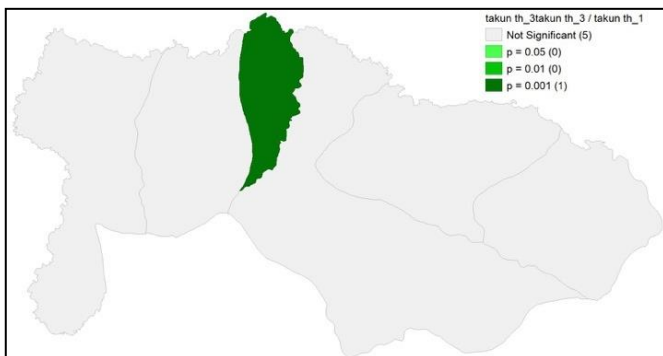 takun th_3takun th_3 / takun th_1
Not Significant (5)
p = 0.05 (0)
p = 0.01 (0)
p = 0.001 (1)